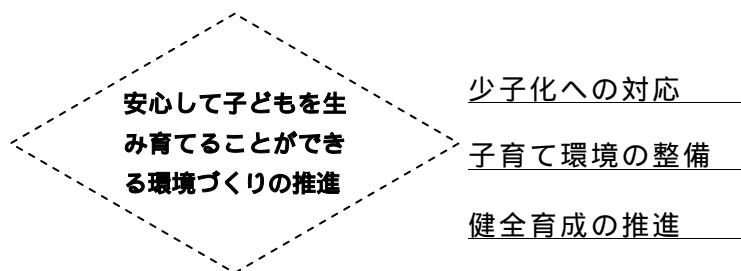 安心して子どもを生
み育てることができ
る環境づくりの推進
少子化への対応
子育て環境の整備
健全育成の推進